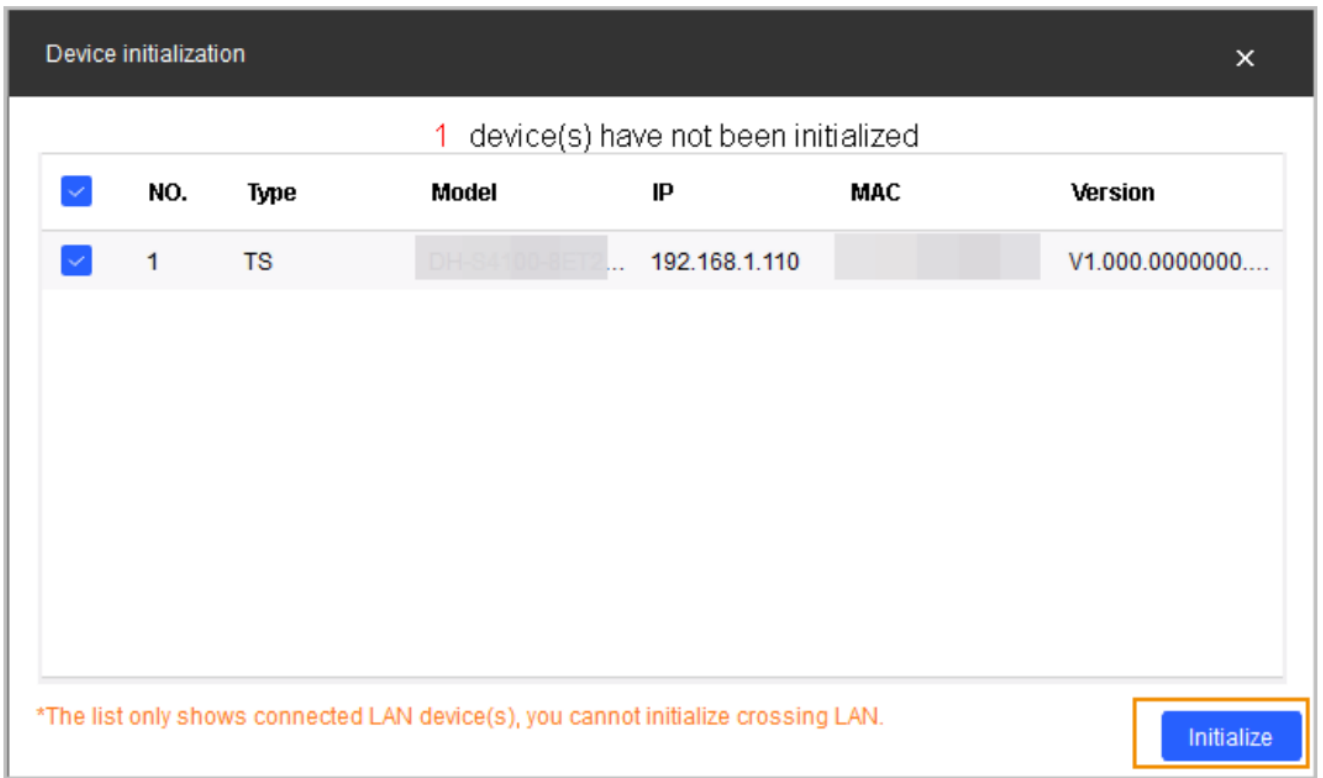 Device initialization
1 device(s) have not been initialized
NO. Type Model IP MAC Version
1 TS ... 192.168.1.110 V1.000.0000000....
*The list only shows connected LAN device(s), you cannot initialize crossing LAN.
Initialize